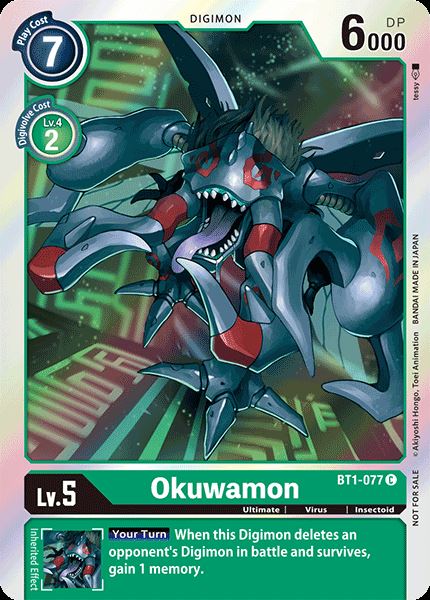 Play Cost
7
DIGIMON
6000
DP
Digivolve Cost
Lv.4
2
tessy
©Akiyoshi Hongo, Toei Animation BANDAI MADE IN JAPAN
NOT FOR SALE
Lv.5
Okuwamon
BT1-077 C
Ultimate | Virus | Insectoid
Inherited Effect
Your Turn When this Digimon deletes an
opponent's Digimon in battle and survives,
gain 1 memory.